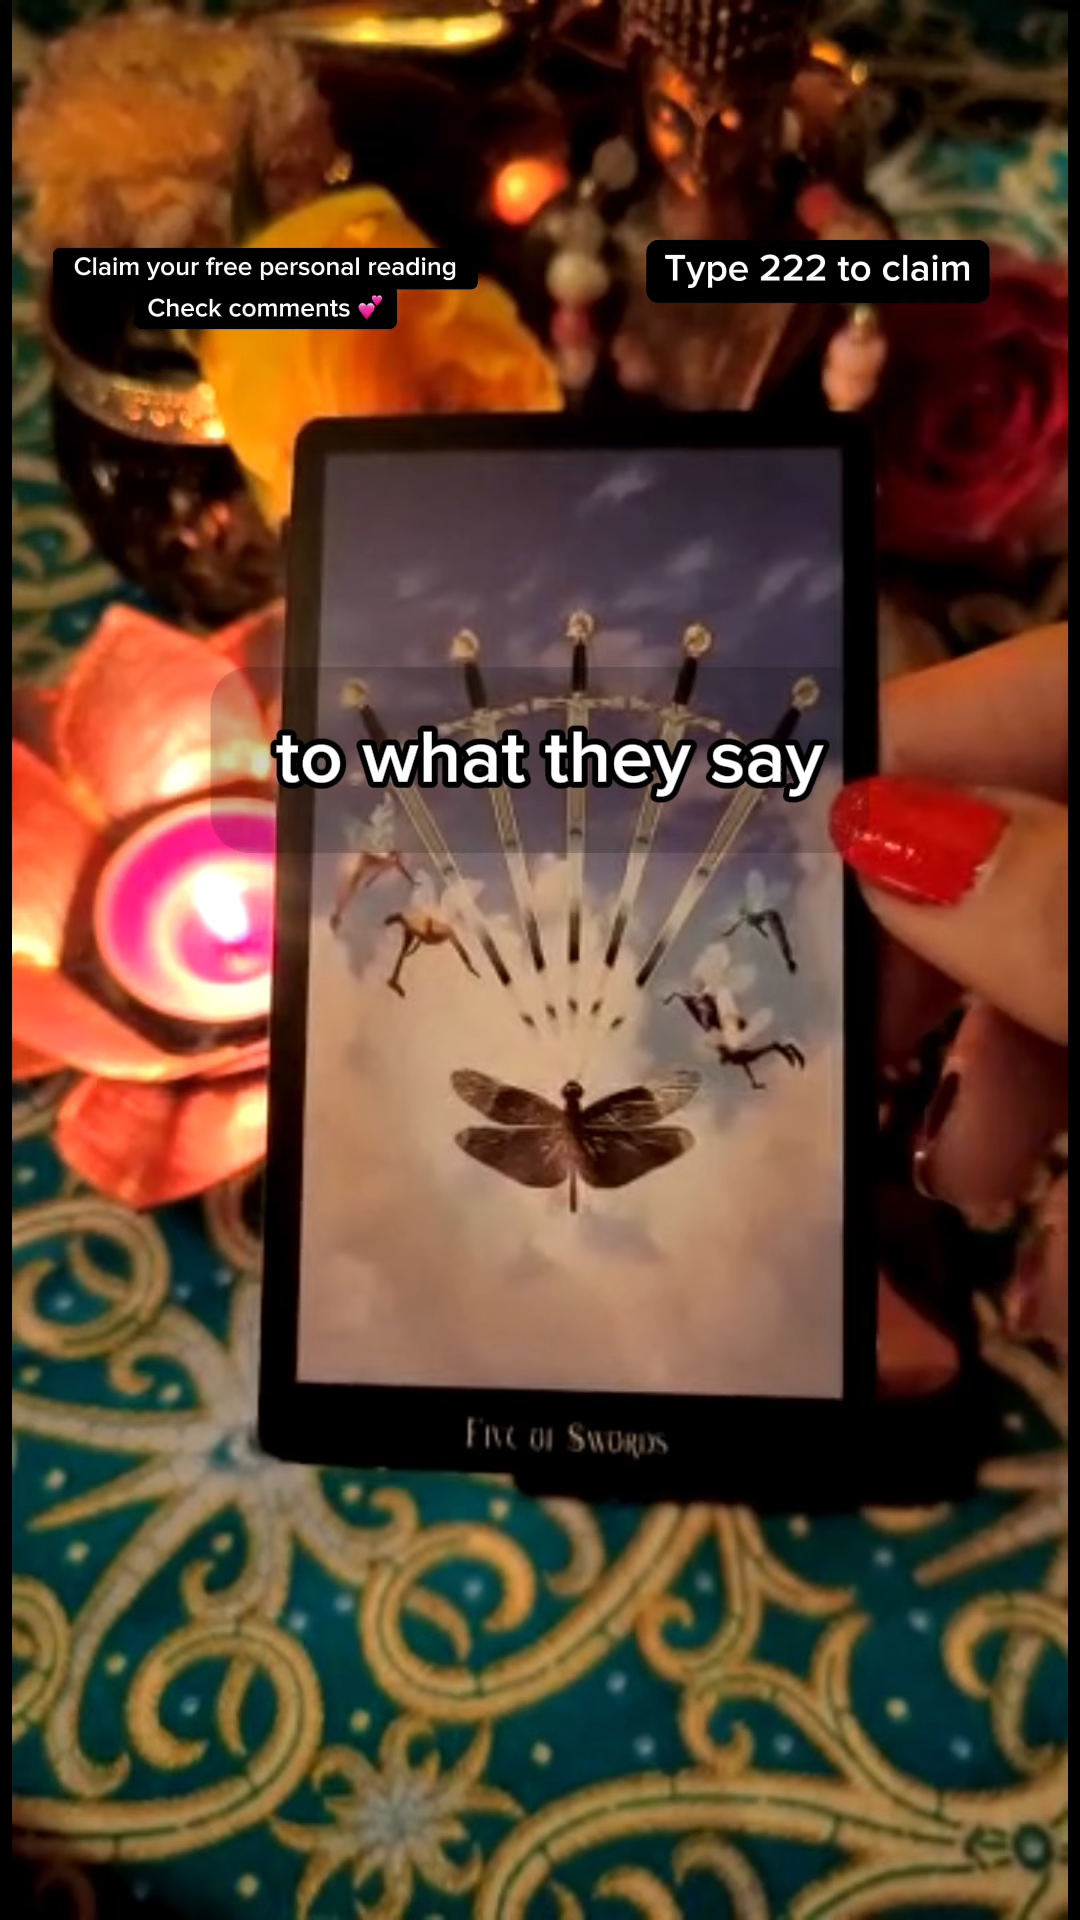 Claim your free personal reading
Check comments 💕
Type 222 to claim
to what they say
Five of Swords